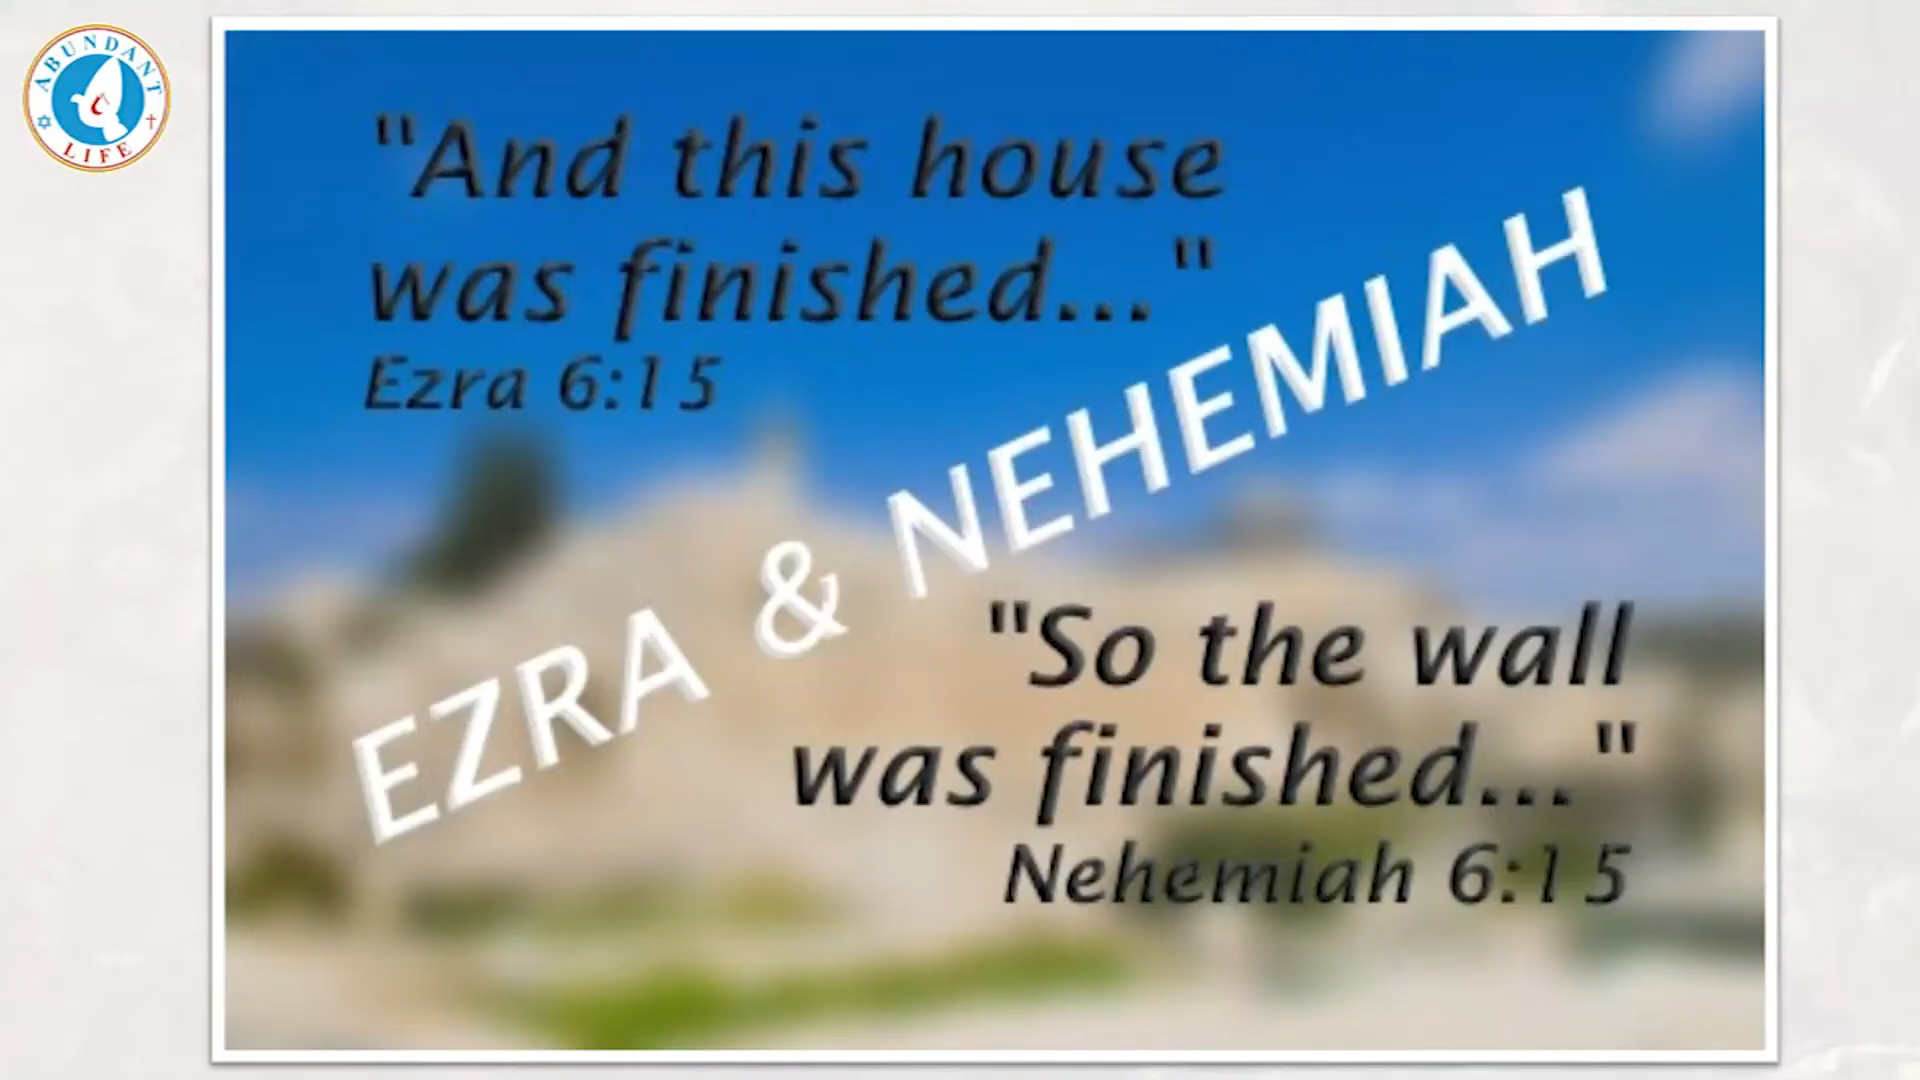 ABUNDANT
LIFE
"And this house
was finished..."
Ezra 6:15
EZRA & NEHEMIAH
"So the wall
was finished..."
Nehemiah 6:15